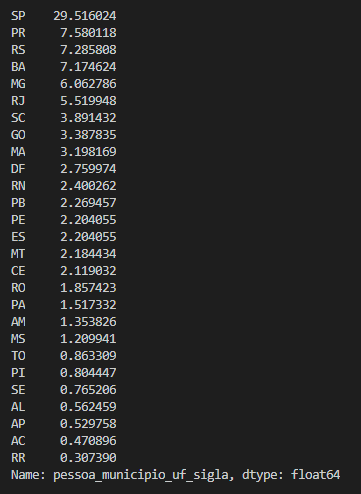 SP    29.516024
PR     7.580118
RS     7.285808
BA     7.174624
MG     6.062786
RJ     5.519948
SC     3.891432
GO     3.387835
MA     3.198169
DF     2.759974
RN     2.400262
PB     2.269457
PE     2.204055
ES     2.204055
MT     2.184434
CE     2.119032
RO     1.857423
PA     1.517332
AM     1.353826
MS     1.209941
TO     0.863309
PI     0.804447
SE     0.765206
AL     0.562459
AP     0.529758
AC     0.470896
RR     0.307390
Name: pessoa_municipio_uf_sigla, dtype: float64